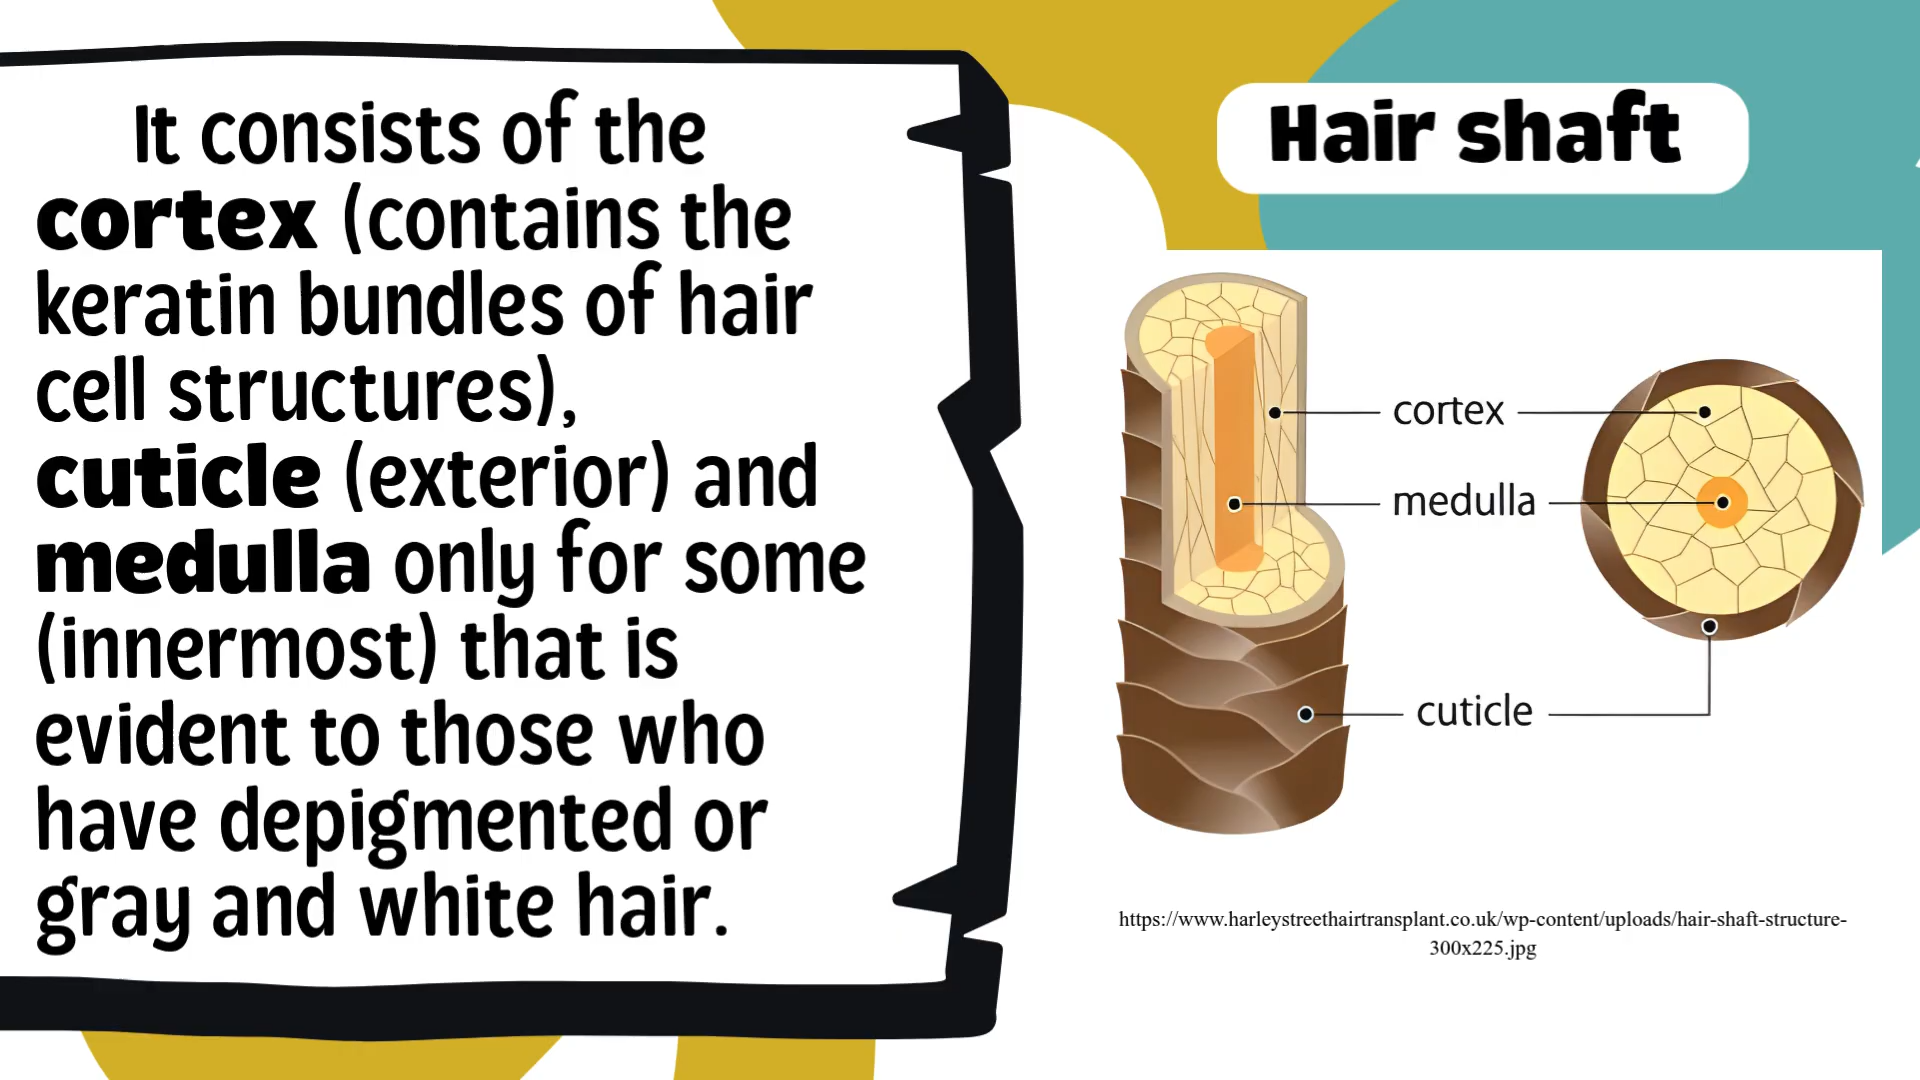 It consists of the
cortex (contains the
keratin bundles of hair
cell structures),
cuticle (exterior) and
medulla only for some
(innermost) that is
evident to those who
have depigmented or
gray and white hair.
Hair shaft
cortex
medulla
cuticle
https://www.harleystreethairtransplant.co.uk/wp-content/uploads/hair-shaft-structure-
300x225.jpg